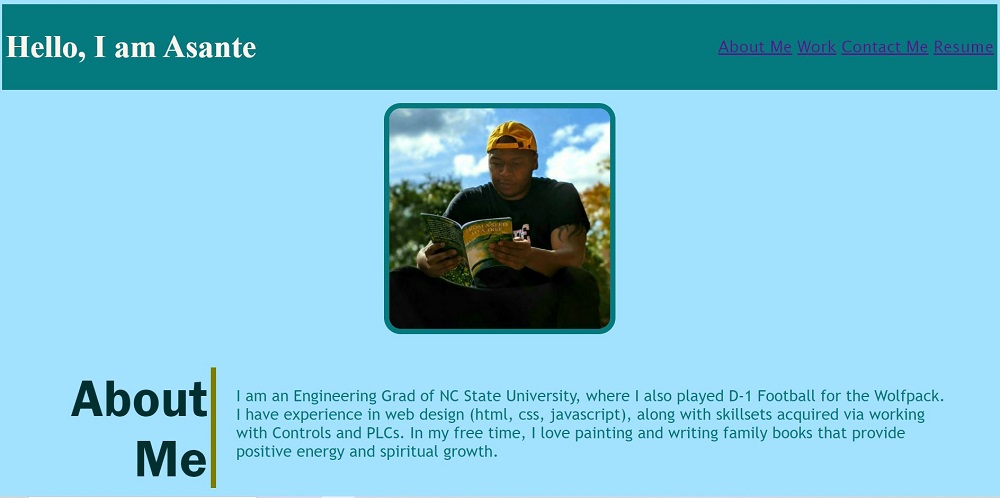 Hello, I am Asante
About Me Work Contact Me Resume
About
Me
I am an Engineering Grad of NC State University, where I also played D-1 Football for the Wolfpack.
I have experience in web design (html, css, javascript), along with skillsets acquired via working
with Controls and PLCs. In my free time, I love painting and writing family books that provide
positive energy and spiritual growth.